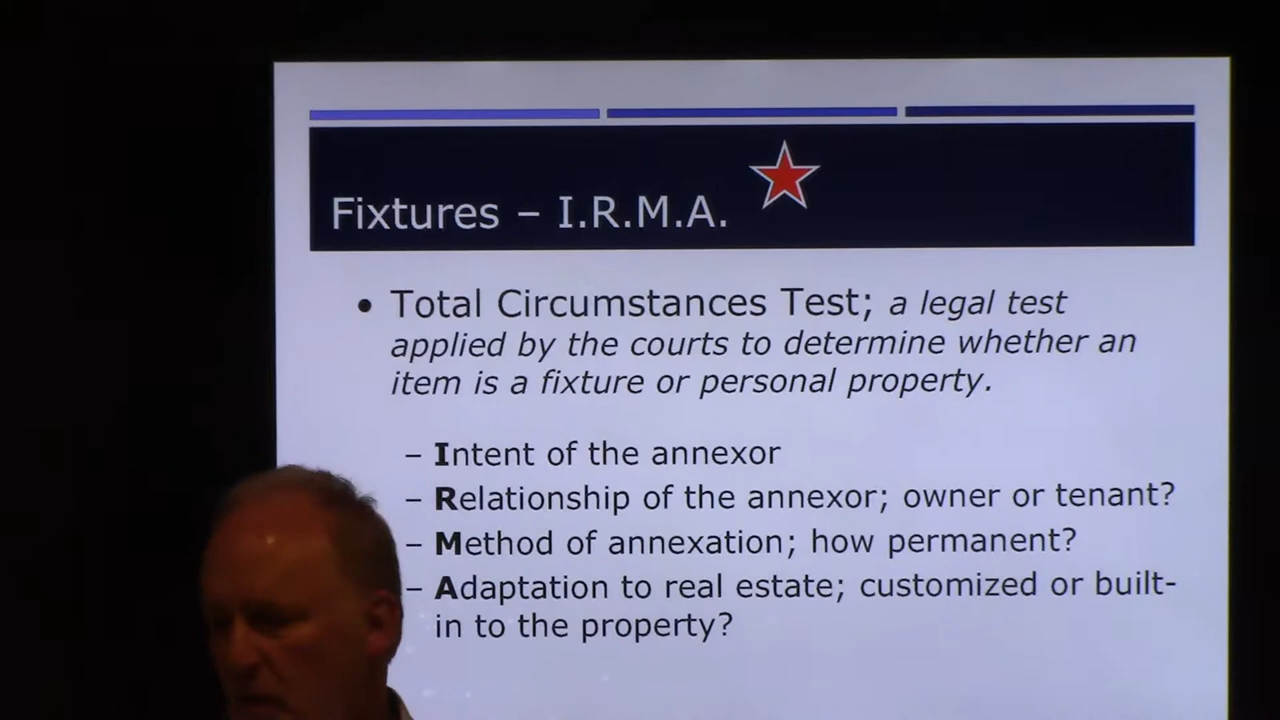 Fixtures – I.R.M.A.
• Total Circumstances Test; a legal test
applied by the courts to determine whether an
item is a fixture or personal property.
– Intent of the annexor
– Relationship of the annexor; owner or tenant?
– Method of annexation; how permanent?
– Adaptation to real estate; customized or built-
in to the property?